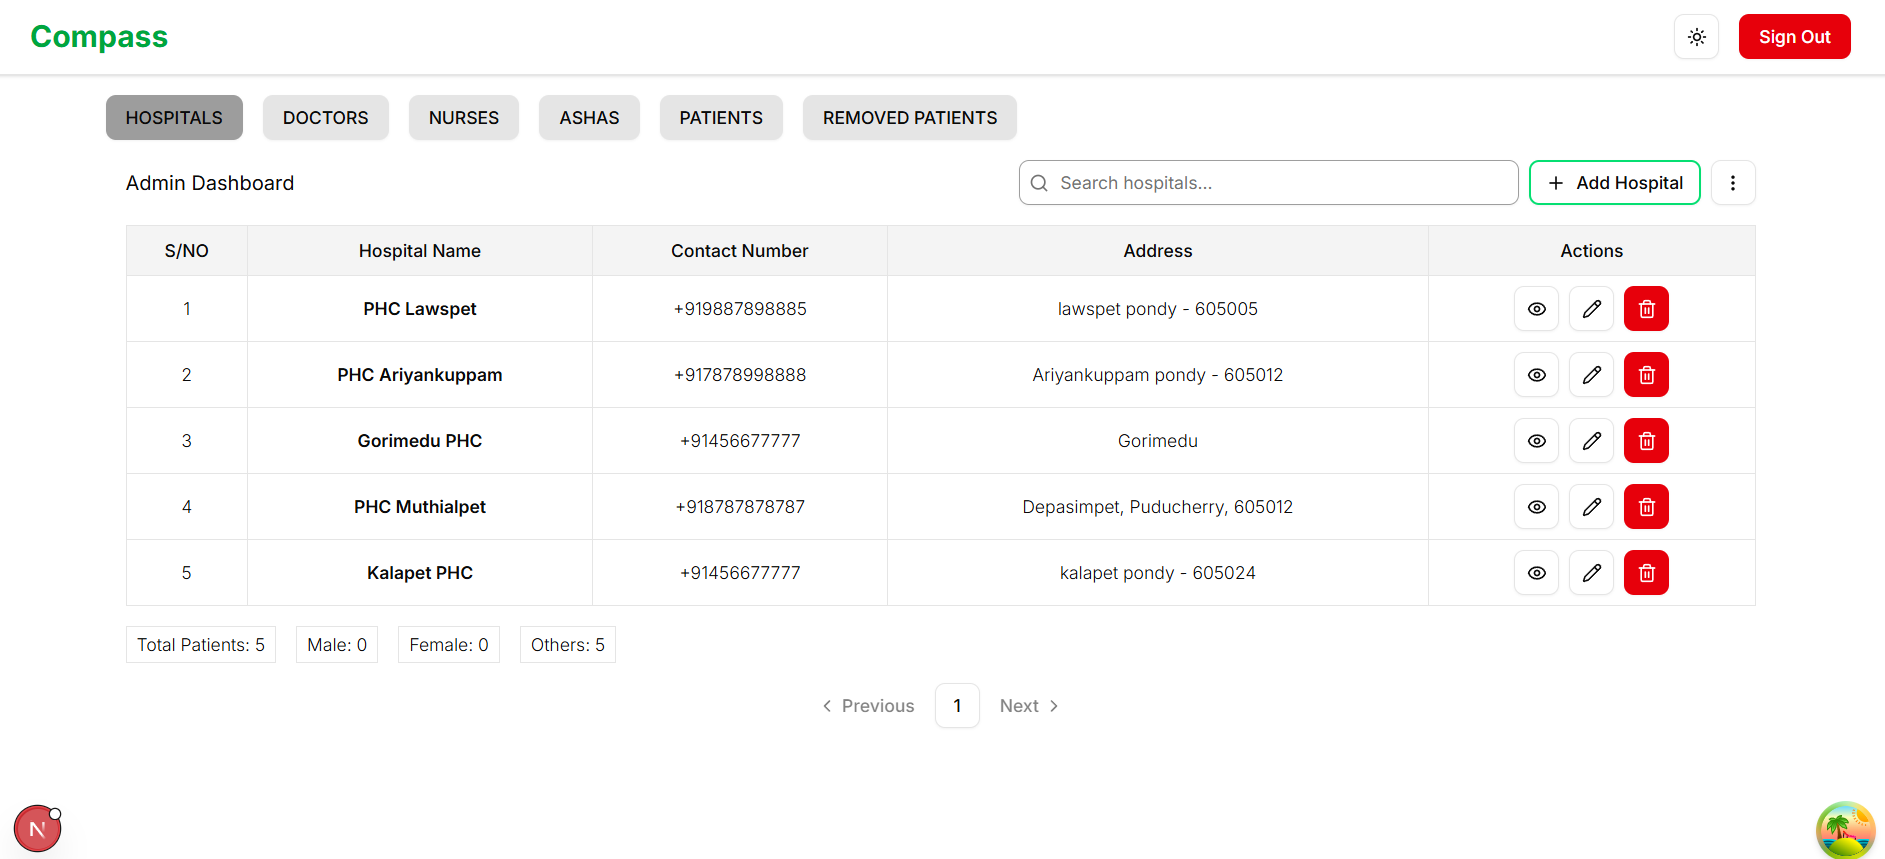 Compass
Sign Out
HOSPITALS DOCTORS NURSES ASHAS PATIENTS REMOVED PATIENTS
Admin Dashboard Search hospitals... + Add Hospital
S/NO Hospital Name Contact Number Address Actions
1 PHC Lawspet +919887898885 lawspet pondy - 605005
2 PHC Ariyankuppam +917878998888 Ariyankuppam pondy - 605012
3 Gorimedu PHC +91456677777 Gorimedu
4 PHC Muthialpet +918787878787 Depasimpet, Puducherry, 605012
5 Kalapet PHC +91456677777 kalapet pondy - 605024
Total Patients: 5 Male: 0 Female: 0 Others: 5
Previous 1 Next
N